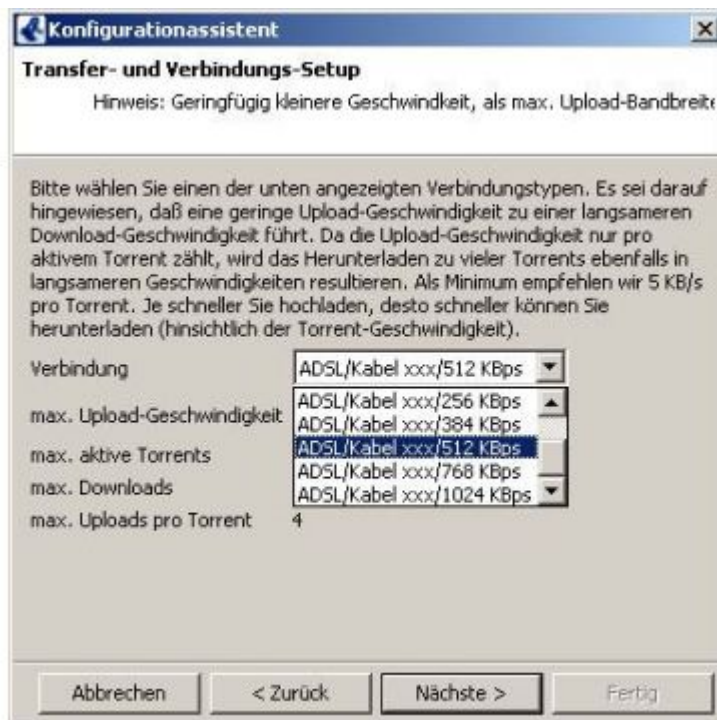 Konfigurationassistent
Transfer- und Verbindungs-Setup
Hinweis: Geringfügig kleinere Geschwindkeit, als max. Upload-Bandbreite
Bitte wählen Sie einen der unten angezeigten Verbindungstypen. Es sei darauf
hingewiesen, daß eine geringe Upload-Geschwindigkeit zu einer langsameren
Download-Geschwindigkeit führt. Da die Upload-Geschwindigkeit nur pro
aktivem Torrent zählt, wird das Herunterladen zu vieler Torrents ebenfalls in
langsameren Geschwindigkeiten resultieren. Als Minimum empfehlen wir 5 KB/s
pro Torrent. Je schneller Sie hochladen, desto schneller können Sie
herunterladen (hinsichtlich der Torrent-Geschwindigkeit).
Verbindung ADSL/Kabel xxx/512 KBps
ADSL/Kabel xxx/256 KBps
max. Upload-Geschwindigkeit ADSL/Kabel xxx/384 KBps
max. aktive Torrents ADSL/Kabel xxx/512 KBps
ADSL/Kabel xxx/768 KBps
max. Downloads ADSL/Kabel xxx/1024 KBps
max. Uploads pro Torrent 4
Abbrechen < Zurück Nächste > Fertig